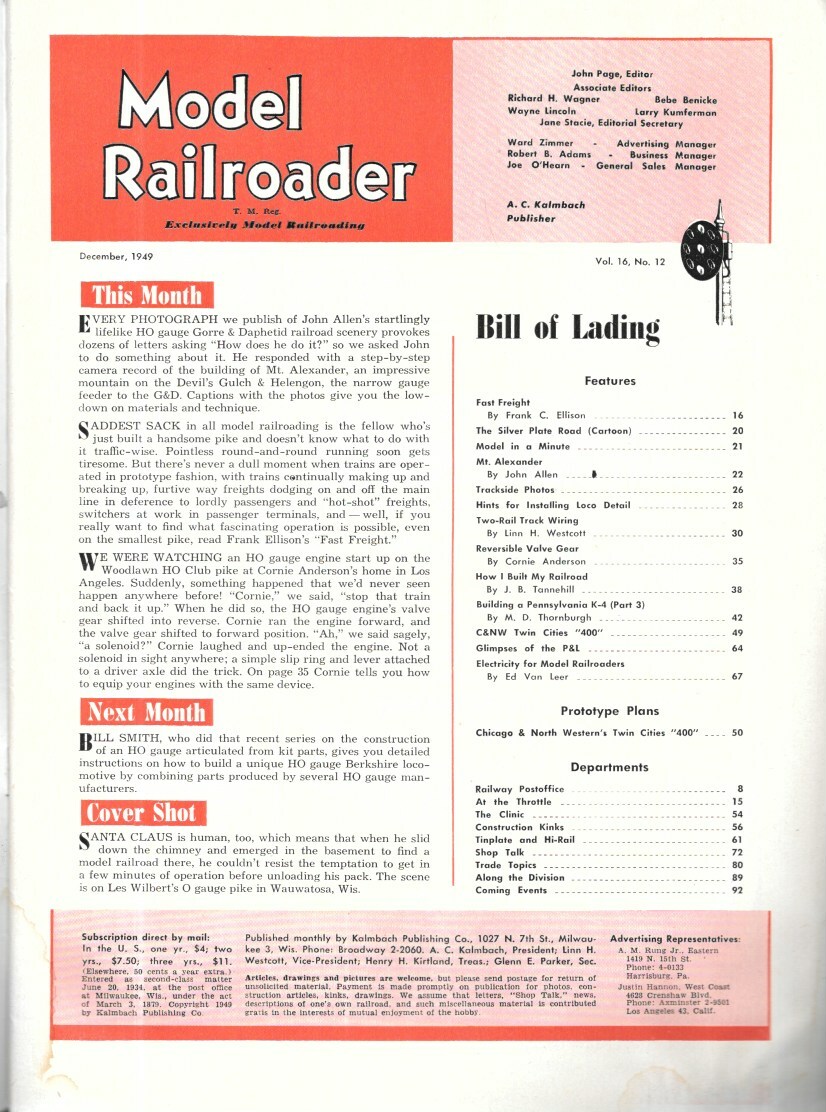 Model
Railroader
T. M. Reg.
Exclusively Model Railroading
John Page, Editor
Associate Editors
Richard H. Wagner Bebe Benicke
Wayne Lincoln Larry Kumferman
Jane Stacie, Editorial Secretary
Ward Zimmer - Advertising Manager
Robert B. Adams - Business Manager
Joe O'Hearn - General Sales Manager
A. C. Kalmbach
Publisher
December, 1949
Vol. 16, No. 12
This Month
EVERY PHOTOGRAPH we publish of John Allen's startlingly
lifelike HO gauge Gorre & Daphetid railroad scenery provokes
dozens of letters asking "How does he do it?" so we asked John
to do something about it. He responded with a step-by-step
camera record of the building of Mt. Alexander, an impressive
mountain on the Devil's Gulch & Helengon, the narrow gauge
feeder to the G&D. Captions with the photos give you the low-
down on materials and technique.
SADDEST SACK in all model railroading is the fellow who's
just built a handsome pike and doesn't know what to do with
it traffic-wise. Pointless round-and-round running soon gets
tiresome. But there's never a dull moment when trains are oper-
ated in prototype fashion, with trains continually making up and
breaking up, furtive way freights dodging on and off the main
line in deference to lordly passengers and "hot-shot" freights,
switchers at work in passenger terminals, and — well, if you
really want to find what fascinating operation is possible, even
on the smallest pike, read Frank Ellison's "Fast Freight."
WE WERE WATCHING an HO gauge engine start up on the
Woodlawn HO Club pike at Cornie Anderson's home in Los
Angeles. Suddenly, something happened that we'd never seen
happen anywhere before! "Cornie," we said, "stop that train
and back it up." When he did so, the HO gauge engine's valve
gear shifted into reverse. Cornie ran the engine forward, and
the valve gear shifted to forward position. "Ah," we said sagely,
"a solenoid?" Cornie laughed and up-ended the engine. Not a
solenoid in sight anywhere; a simple slip ring and lever attached
to a driver axle did the trick. On page 35 Cornie tells you how
to equip your engines with the same device.
Next Month
BILL SMITH, who did that recent series on the construction
of an HO gauge articulated from kit parts, gives you detailed
instructions on how to build a unique HO gauge Berkshire loco-
motive by combining parts produced by several HO gauge man-
ufacturers.
Cover Shot
SANTA CLAUS is human, too, which means that when he slid
down the chimney and emerged in the basement to find a
model railroad there, he couldn't resist the temptation to get in
a few minutes of operation before unloading his pack. The scene
is on Les Wilbert's O gauge pike in Wauwatosa, Wis.
Bill of Lading
Features
Fast Freight
By Frank C. Ellison 16
The Silver Plate Road (Cartoon) 20
Model in a Minute 21
Mt. Alexander
By John Allen 22
Trackside Photos 26
Hints for Installing Loco Detail 28
Two-Rail Track Wiring
By Linn H. Westcott 30
Reversible Valve Gear
By Cornie Anderson 35
How I Built My Railroad
By J. B. Tannehill 38
Building a Pennsylvania K-4 (Part 3)
By M. D. Thornburgh 42
C&NW Twin Cities "400" 49
Glimpses of the P&L 64
Electricity for Model Railroaders
By Ed Van Leer 67
Prototype Plans
Chicago & North Western's Twin Cities "400" 50
Departments
Railway Postoffice 8
At the Throttle 15
The Clinic 54
Construction Kinks 56
Tinplate and Hi-Rail 61
Shop Talk 72
Trade Topics 80
Along the Division 89
Coming Events 92
Subscription direct by mail:
In the U. S., one yr., $4; two
yrs., $7.50; three yrs., $11.
(Elsewhere, 50 cents a year extra.)
Entered as second-class matter
June 20, 1934, at the post office
at Milwaukee, Wis., under the act
of March 3, 1879. Copyright 1949
by Kalmbach Publishing Co.
Published monthly by Kalmbach Publishing Co., 1027 N. 7th St., Milwau-
kee 3, Wis. Phone: Broadway 2-2060. A. C. Kalmbach, President; Linn H.
Westcott, Vice-President; Henry H. Kirtland, Treas.; Glenn E. Parker, Sec.
Articles, drawings and pictures are welcome, but please send postage for return of
unsolicited material. Payment is made promptly on publication for photos, con-
struction articles, kinks, drawings. We assume that letters, "Shop Talk," news,
descriptions of one's own railroad, and such miscellaneous material is contributed
gratis in the interests of mutual enjoyment of the hobby.
Advertising Representatives:
A. M. Rung Jr., Eastern
1419 N. 15th St.
Phone: 4-0133
Harrisburg, Pa.
Justin Hannon, West Coast
4628 Crenshaw Blvd.
Phone: Axminster 2-9501
Los Angeles 43, Calif.